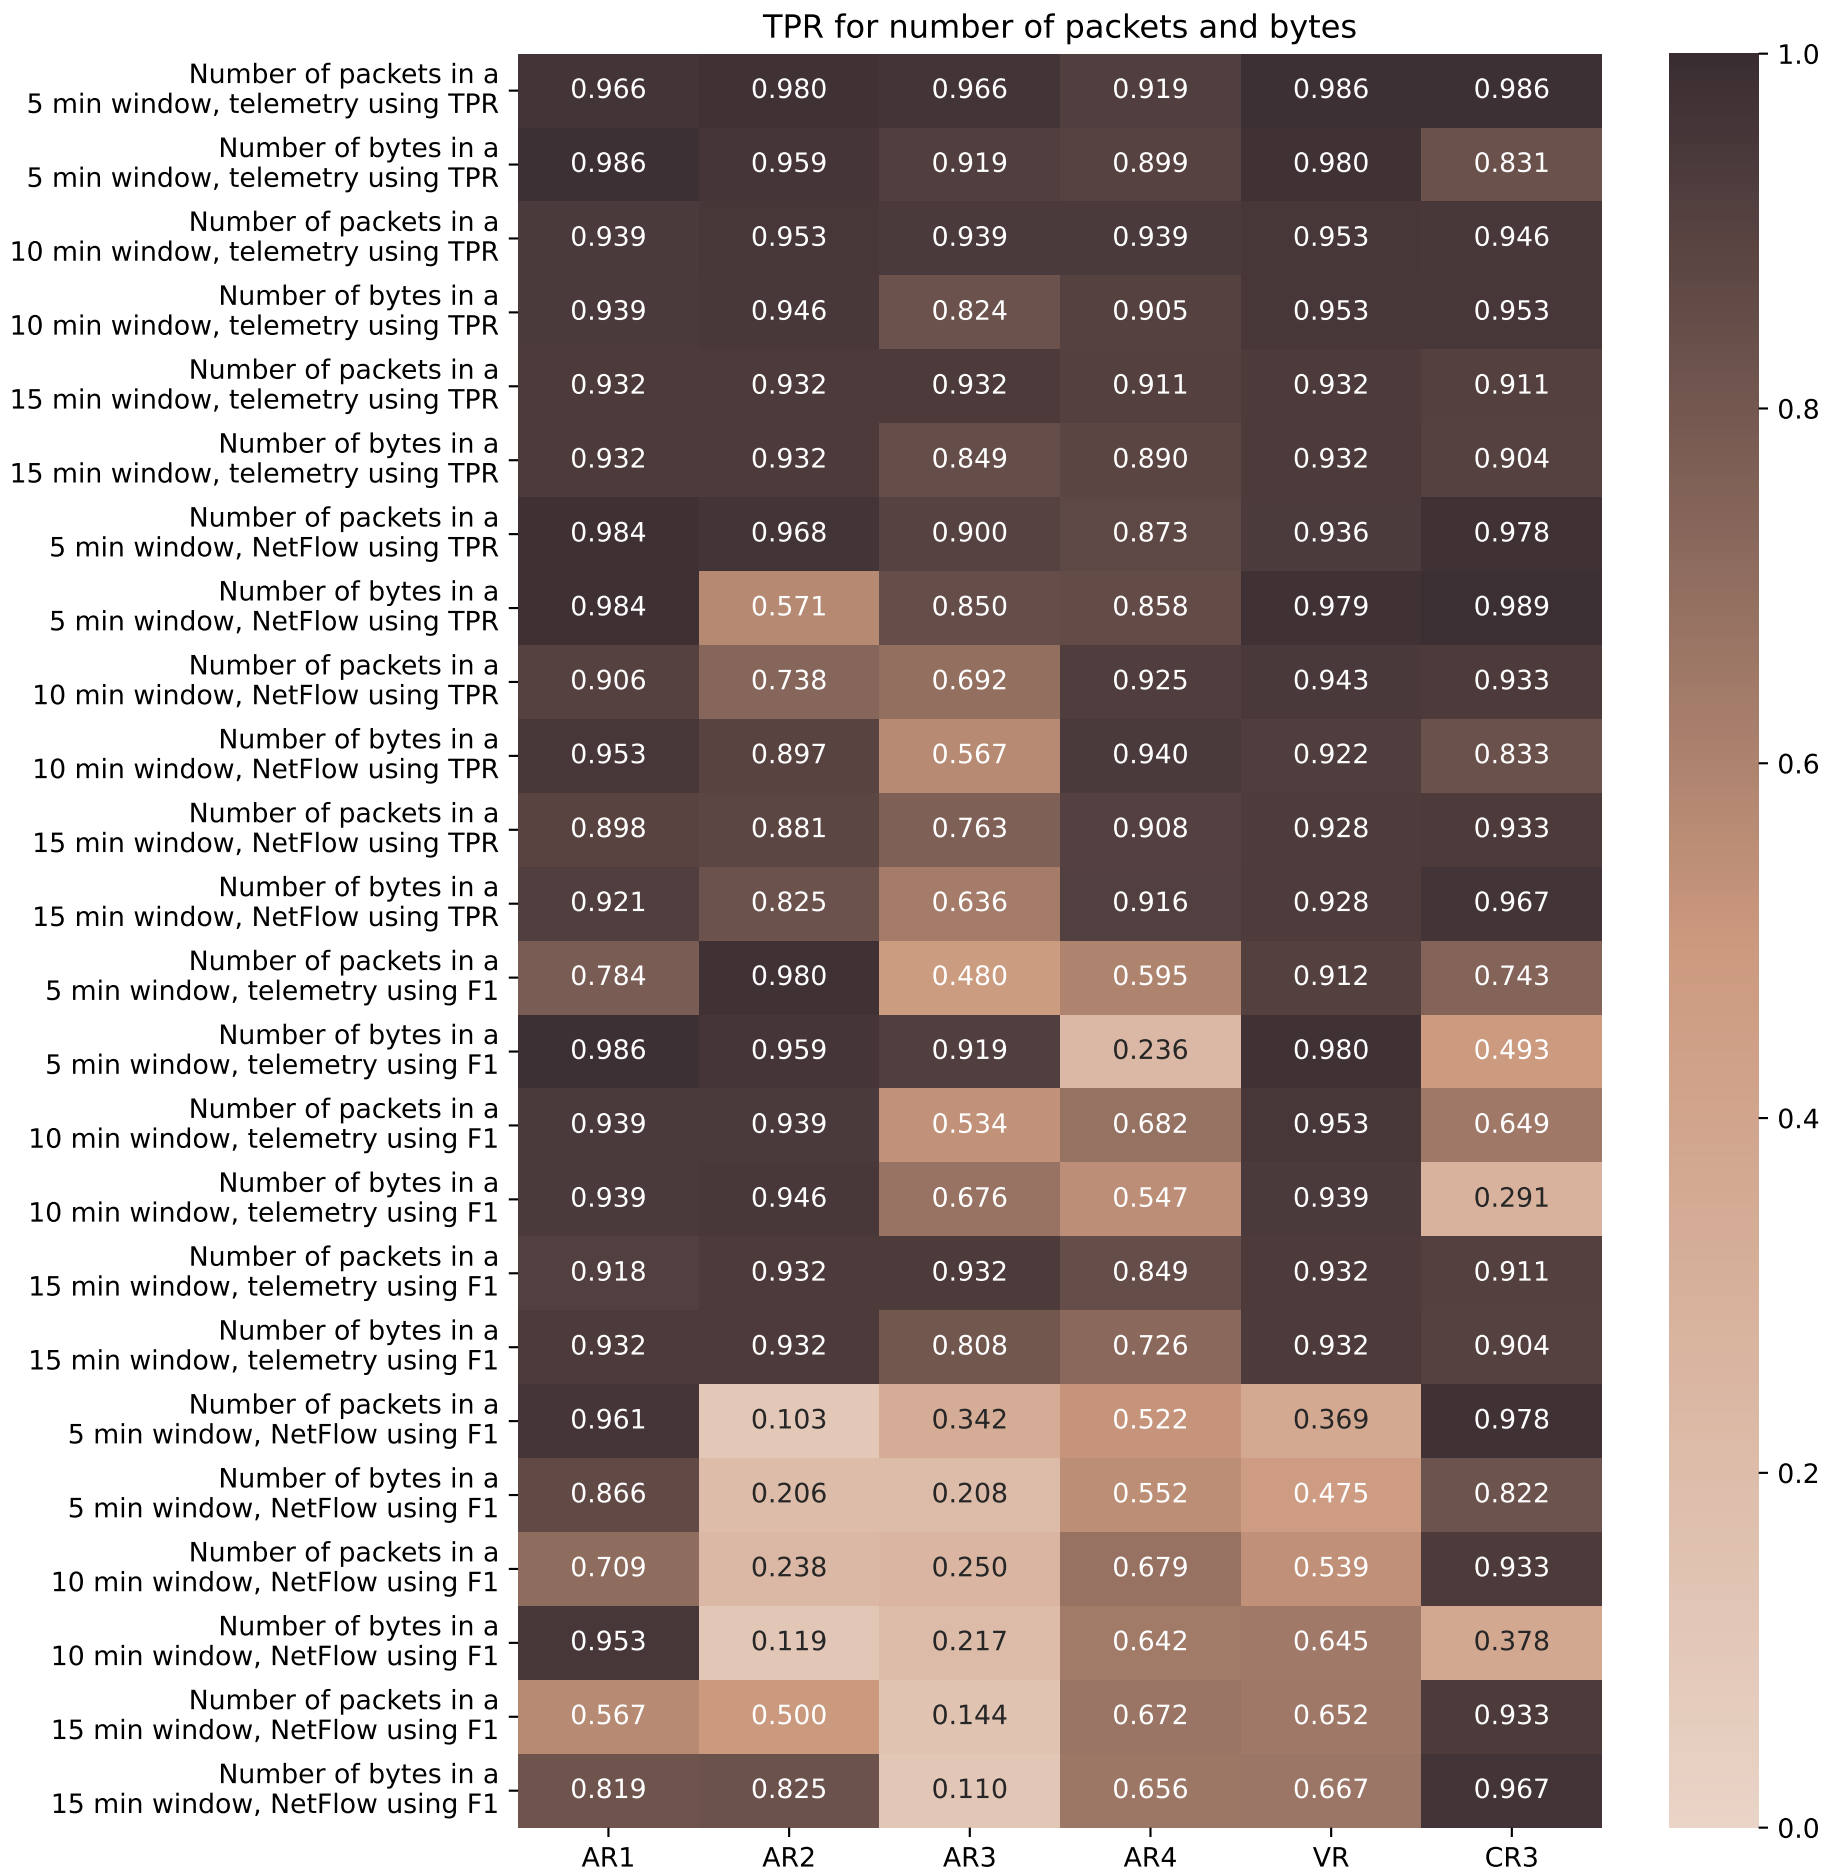 TPR for number of packets and bytes
Number of packets in a
5 min window, telemetry using TPR
0.966 0.980 0.966 0.919 0.986 0.986
Number of bytes in a
5 min window, telemetry using TPR
0.986 0.959 0.919 0.899 0.980 0.831
Number of packets in a
10 min window, telemetry using TPR
0.939 0.953 0.939 0.939 0.953 0.946
Number of bytes in a
10 min window, telemetry using TPR
0.939 0.946 0.824 0.905 0.953 0.953
Number of packets in a
15 min window, telemetry using TPR
0.932 0.932 0.932 0.911 0.932 0.911
Number of bytes in a
15 min window, telemetry using TPR
0.932 0.932 0.849 0.890 0.932 0.904
Number of packets in a
5 min window, NetFlow using TPR
0.984 0.968 0.900 0.873 0.936 0.978
Number of bytes in a
5 min window, NetFlow using TPR
0.984 0.571 0.850 0.858 0.979 0.989
Number of packets in a
10 min window, NetFlow using TPR
0.906 0.738 0.692 0.925 0.943 0.933
Number of bytes in a
10 min window, NetFlow using TPR
0.953 0.897 0.567 0.940 0.922 0.833
Number of packets in a
15 min window, NetFlow using TPR
0.898 0.881 0.763 0.908 0.928 0.933
Number of bytes in a
15 min window, NetFlow using TPR
0.921 0.825 0.636 0.916 0.928 0.967
Number of packets in a
5 min window, telemetry using F1
0.784 0.980 0.480 0.595 0.912 0.743
Number of bytes in a
5 min window, telemetry using F1
0.986 0.959 0.919 0.236 0.980 0.493
Number of packets in a
10 min window, telemetry using F1
0.939 0.939 0.534 0.682 0.953 0.649
Number of bytes in a
10 min window, telemetry using F1
0.939 0.946 0.676 0.547 0.939 0.291
Number of packets in a
15 min window, telemetry using F1
0.918 0.932 0.932 0.849 0.932 0.911
Number of bytes in a
15 min window, telemetry using F1
0.932 0.932 0.808 0.726 0.932 0.904
Number of packets in a
5 min window, NetFlow using F1
0.961 0.103 0.342 0.522 0.369 0.978
Number of bytes in a
5 min window, NetFlow using F1
0.866 0.206 0.208 0.552 0.475 0.822
Number of packets in a
10 min window, NetFlow using F1
0.709 0.238 0.250 0.679 0.539 0.933
Number of bytes in a
10 min window, NetFlow using F1
0.953 0.119 0.217 0.642 0.645 0.378
Number of packets in a
15 min window, NetFlow using F1
0.567 0.500 0.144 0.672 0.652 0.933
Number of bytes in a
15 min window, NetFlow using F1
0.819 0.825 0.110 0.656 0.667 0.967
AR1 AR2 AR3 AR4 VR CR3
1.0
0.8
0.6
0.4
0.2
0.0